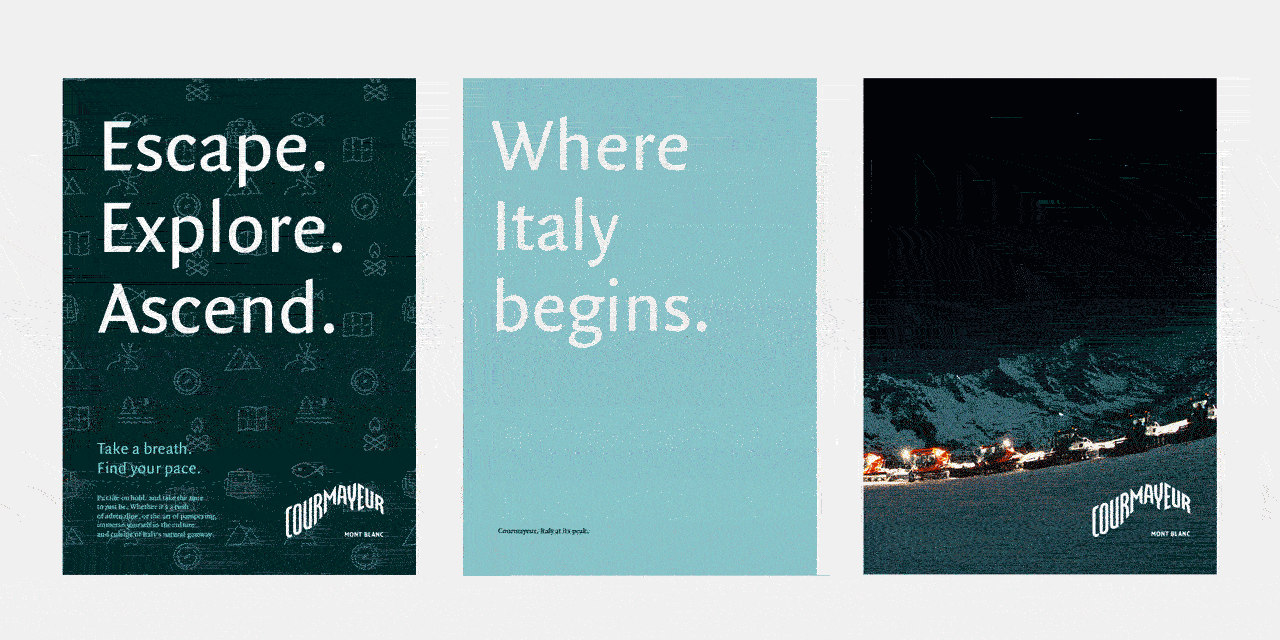 Escape.
Explore.
Ascend.
Take a breath.
Find your pace.
Put life on hold, and take the time
to just be. Whether it's a twist
of adrenaline, or the art of pampering,
immerse yourself in the culture
and cuisine of Italy's natural gateway.
COURMAYEUR
MONT BLANC
Where
Italy
begins.
Courmayeur, Italy at its peak.
COURMAYEUR
MONT BLANC